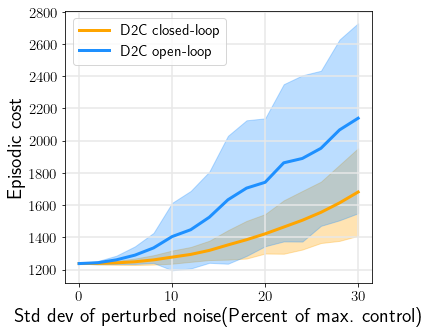 2800
2600
2400
2200
2000
1800
1600
1400
1200
Episodic cost
D2C closed-loop
D2C open-loop
0 10 20 30
Std dev of perturbed noise(Percent of max. control)